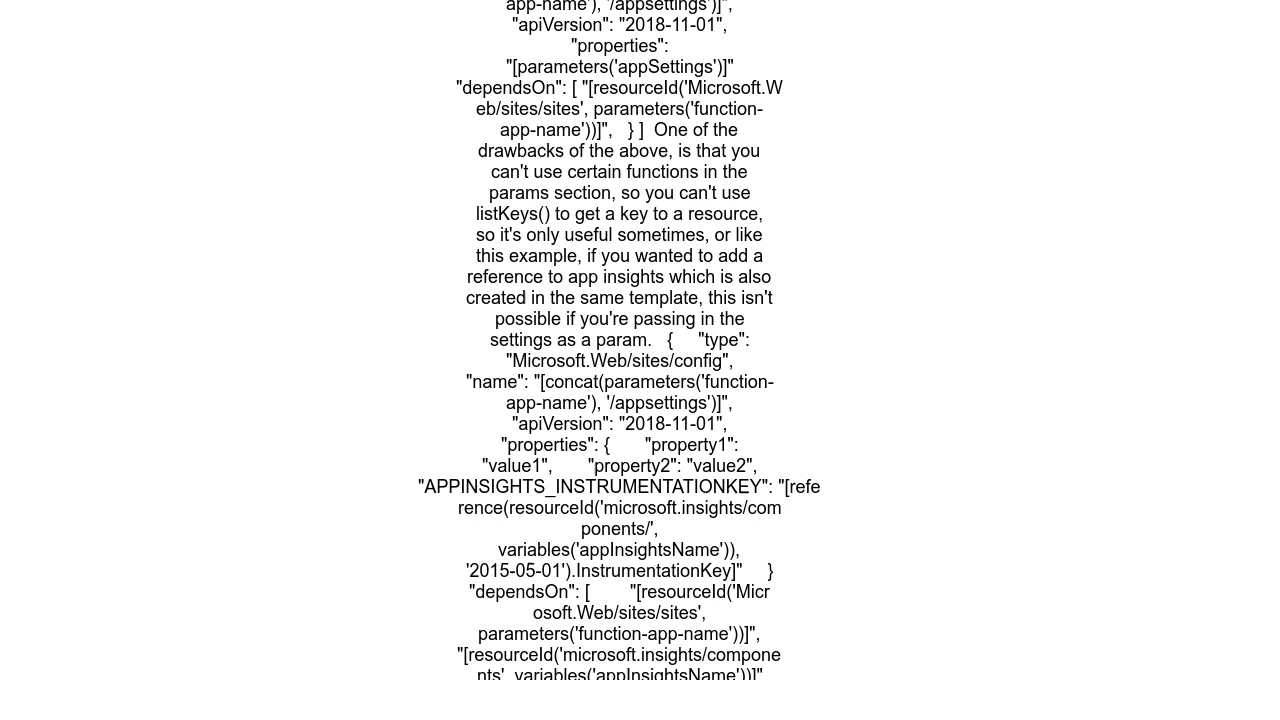 app-name'), '/appsettings')]",
"apiVersion": "2018-11-01",
"properties":
"[parameters('appSettings')]"
"dependsOn": [ "[resourceId('Microsoft.W
eb/sites/sites', parameters('function-
app-name'))]",   } ]  One of the
drawbacks of the above, is that you
can't use certain functions in the
params section, so you can't use
listKeys() to get a key to a resource,
so it's only useful sometimes, or like
this example, if you wanted to add a
reference to app insights which is also
created in the same template, this isn't
possible if you're passing in the
settings as a param.   {     "type":
"Microsoft.Web/sites/config",
"name": "[concat(parameters('function-
app-name'), '/appsettings')]",
"apiVersion": "2018-11-01",
"properties": {       "property1":
"value1",       "property2": "value2",
"APPINSIGHTS_INSTRUMENTATIONKEY": "[refe
rence(resourceId('microsoft.insights/com
ponents/',
variables('appInsightsName')),
'2015-05-01').InstrumentationKey]"     }
"dependsOn": [        "[resourceId('Micr
osoft.Web/sites/sites',
parameters('function-app-name'))]",
"[resourceId('microsoft.insights/compone
nts', variables('appInsightsName'))]"